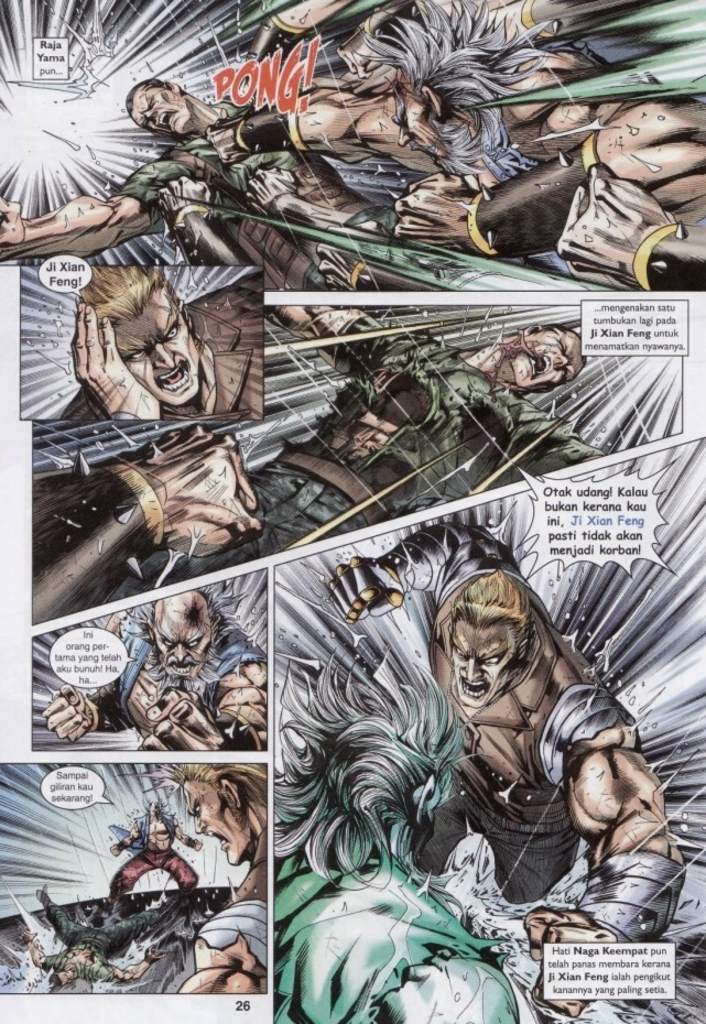 Raja
Yama
pun...
PONG!
Ji Xian
Feng!
...mengenakan satu
tumbukan lagi pada
Ji Xian Feng untuk
menamatkan nyawanya.
Otak udang! Kalau
bukan kerana kau
ini, Ji Xian Feng
pasti tidak akan
menjadi korban!
Ini
orang per-
tama yang telah
aku bunuh! Ha,
ha...
Sampai
giliran kau
sekarang!
Hati Naga Keempat pun
telah panas membara kerana
Ji Xian Feng ialah pengikut
kanannya yang paling setia.
26